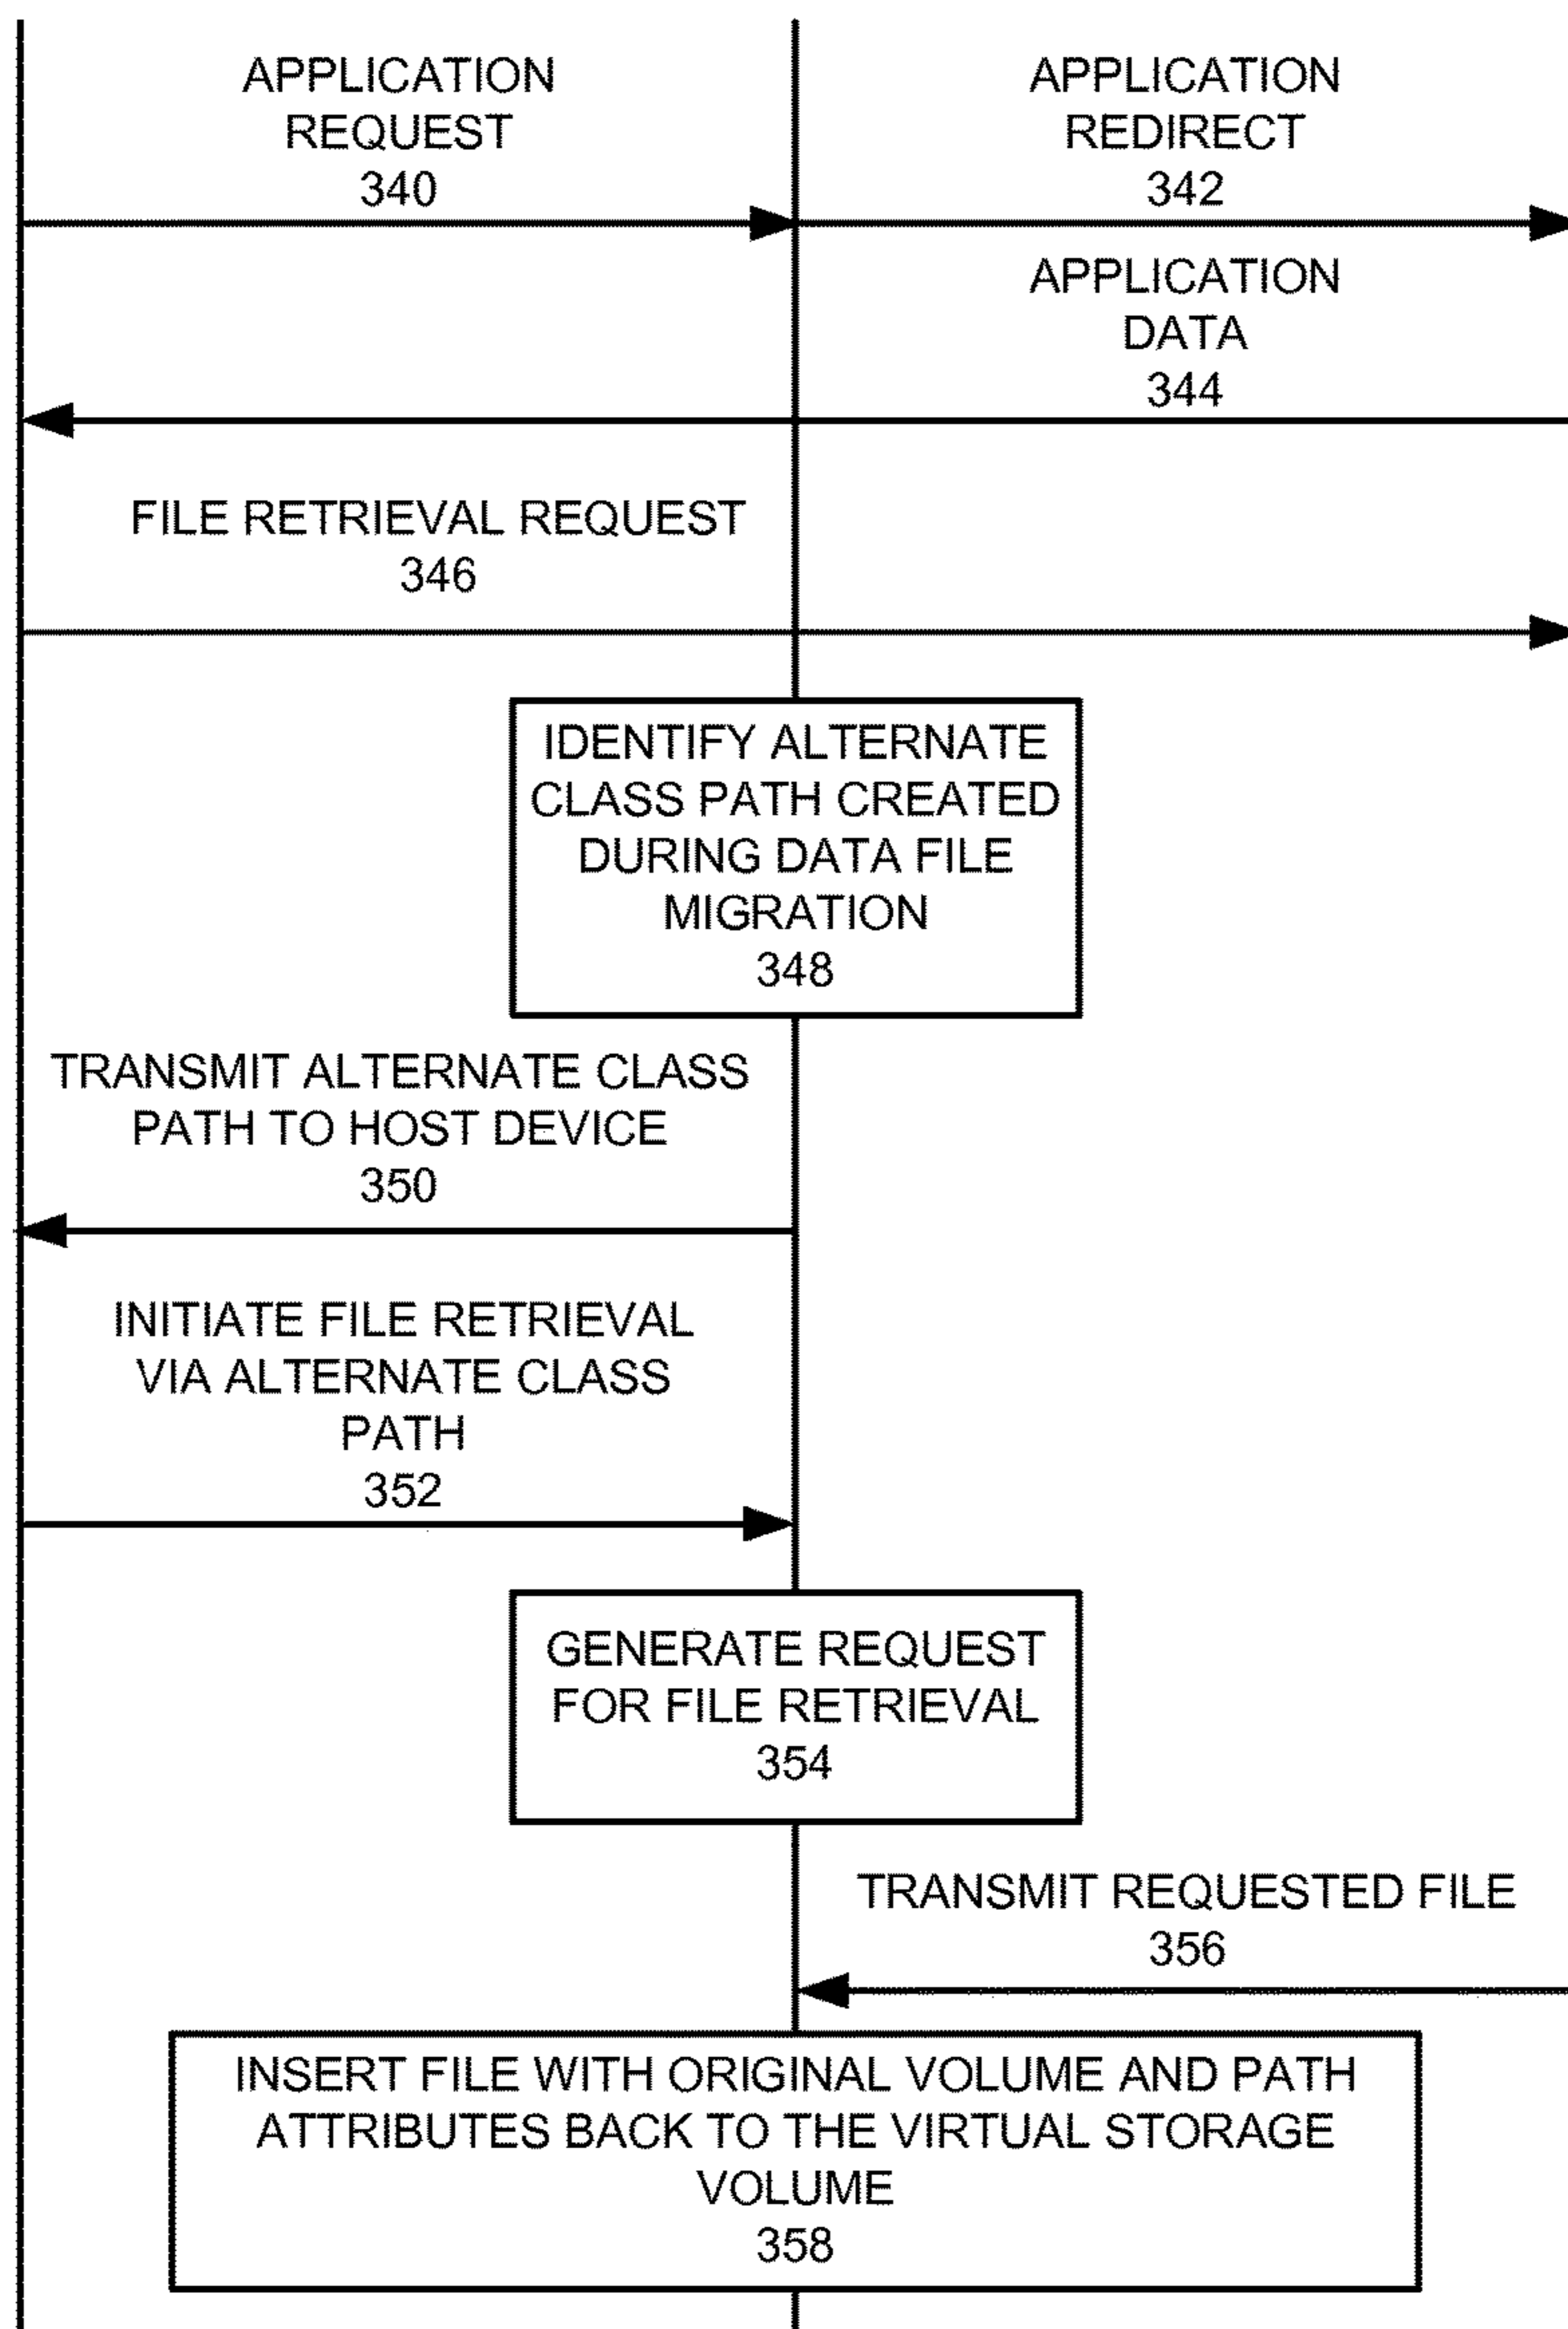 APPLICATION
REQUEST
340
APPLICATION
REDIRECT
342
APPLICATION
DATA
344
FILE RETRIEVAL REQUEST
346
IDENTIFY ALTERNATE
CLASS PATH CREATED
DURING DATA FILE
MIGRATION
348
TRANSMIT ALTERNATE CLASS
PATH TO HOST DEVICE
350
INITIATE FILE RETRIEVAL
VIA ALTERNATE CLASS
PATH
352
GENERATE REQUEST
FOR FILE RETRIEVAL
354
TRANSMIT REQUESTED FILE
356
INSERT FILE WITH ORIGINAL VOLUME AND PATH
ATTRIBUTES BACK TO THE VIRTUAL STORAGE
VOLUME
358